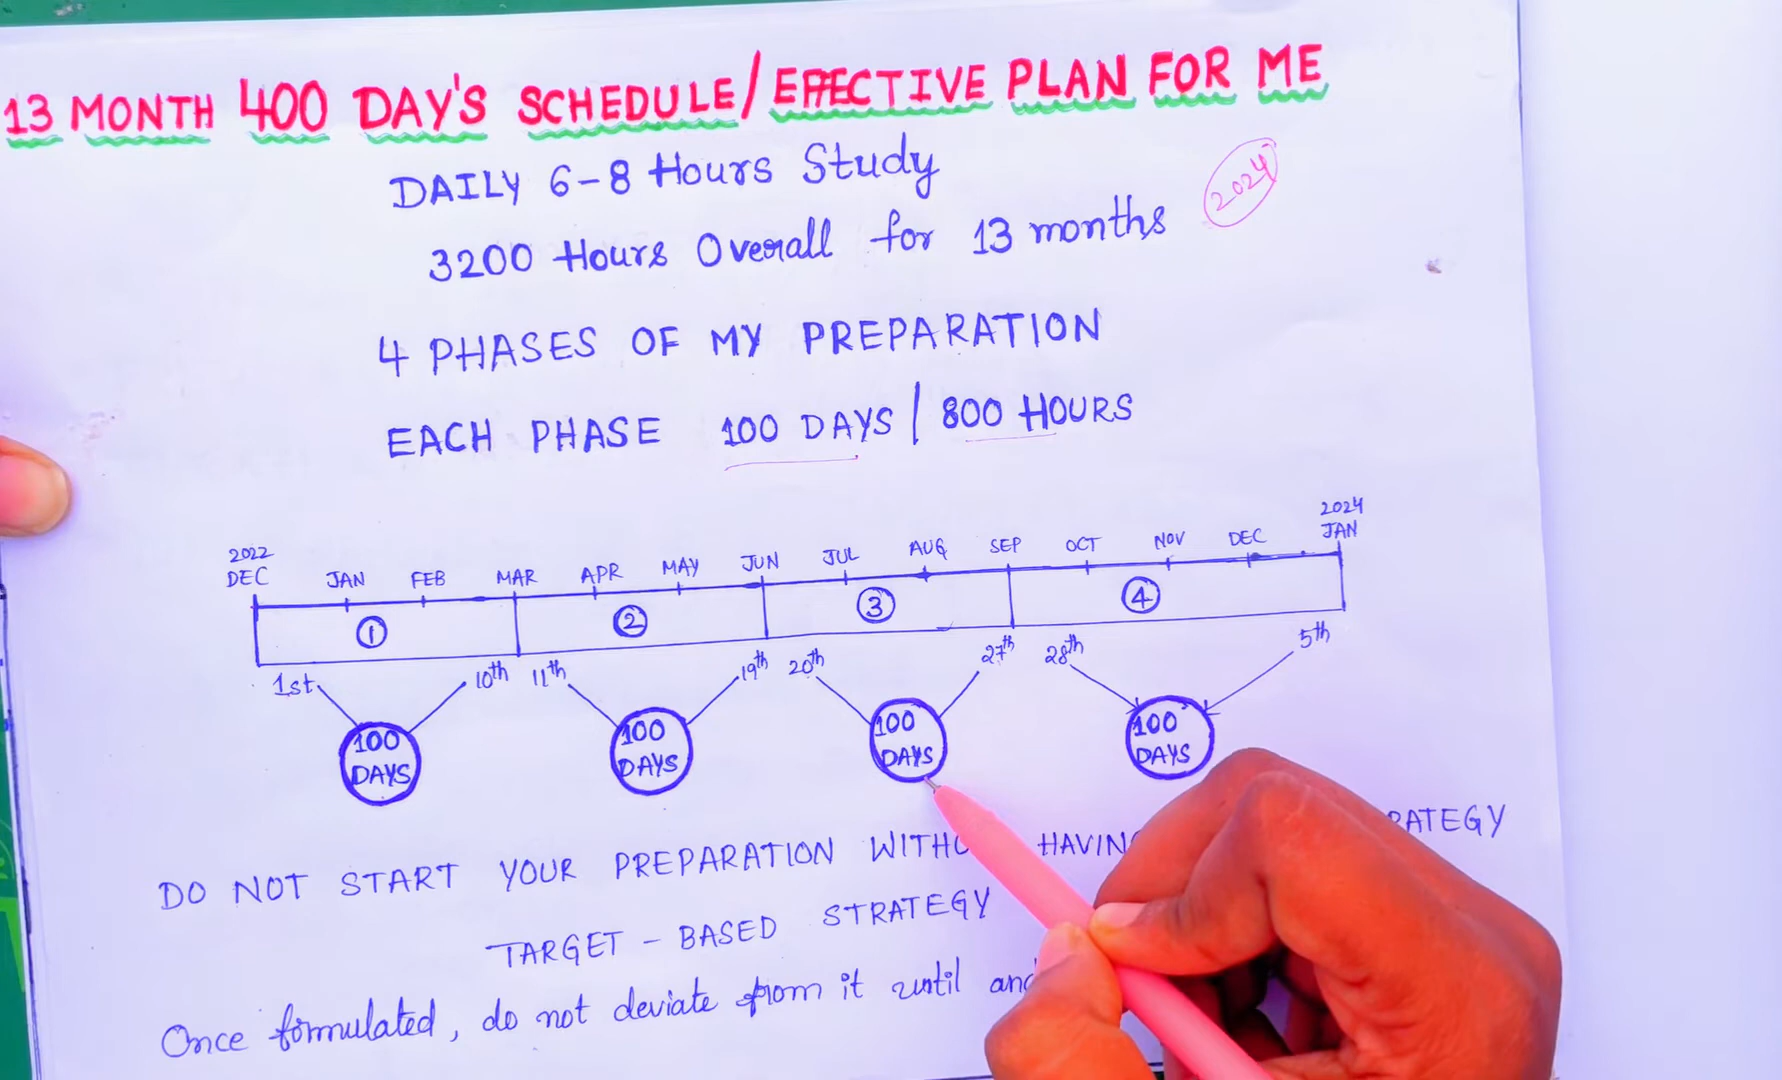 13 MONTH 400 DAY'S SCHEDULE/EFFECTIVE PLAN FOR ME
DAILY 6-8 Hours Study
2024
3200 Hours Overall for 13 months
4 PHASES OF MY PREPARATION
EACH PHASE 100 DAYS | 800 HOURS
2022 DEC JAN FEB MAR APR MAY JUN JUL AUG SEP OCT NOV DEC 2024 JAN
1 2 3 4
1st 10th 11th 19th 20th 27th 28th 5th
100 DAYS 100 DAYS 100 DAYS 100 DAYS
DO NOT START YOUR PREPARATION HAVING
TARGET - BASED STRATEGY
Once formulated, do not deviate from it until